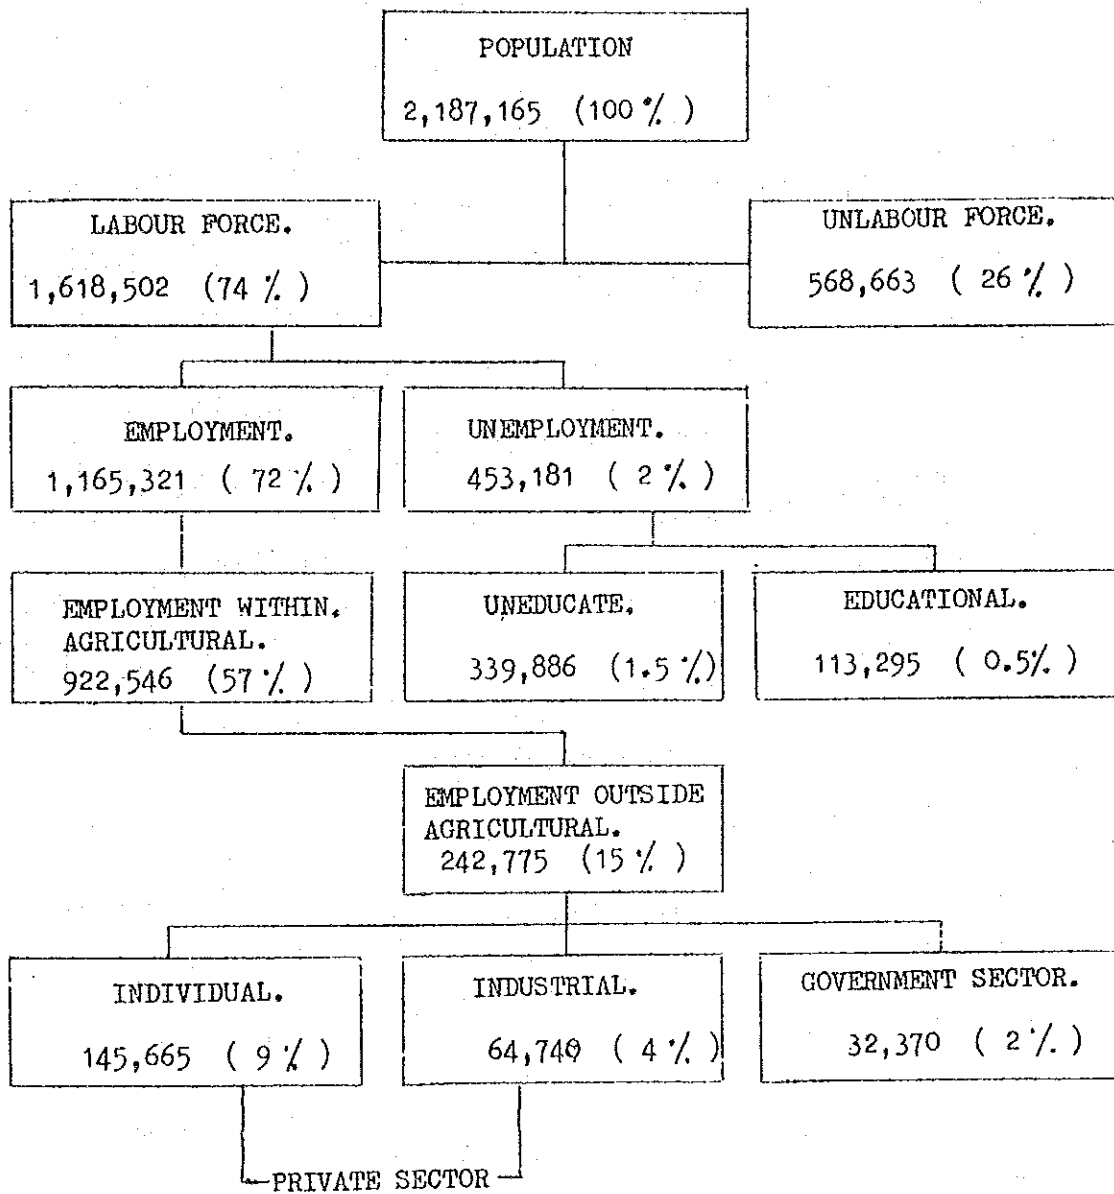 POPULATION
2,187,165 (100 %)
LABOUR FORCE.
1,618,502 (74 %)
UNLABOUR FORCE.
568,663 ( 26 %)
EMPLOYMENT.
1,165,321 ( 72 %)
UNEMPLOYMENT.
453,181 ( 2 %)
EMPLOYMENT WITHIN.
AGRICULTURAL.
922,546 (57 %)
UNEDUCATE.
339,886 (1.5 %)
EDUCATIONAL.
113,295 ( 0.5%)
EMPLOYMENT OUTSIDE
AGRICULTURAL.
242,775 (15 %)
INDIVIDUAL.
145,665 ( 9 %)
INDUSTRIAL.
64,740 ( 4 %)
GOVERNMENT SECTOR.
32,370 ( 2 %)
PRIVATE SECTOR